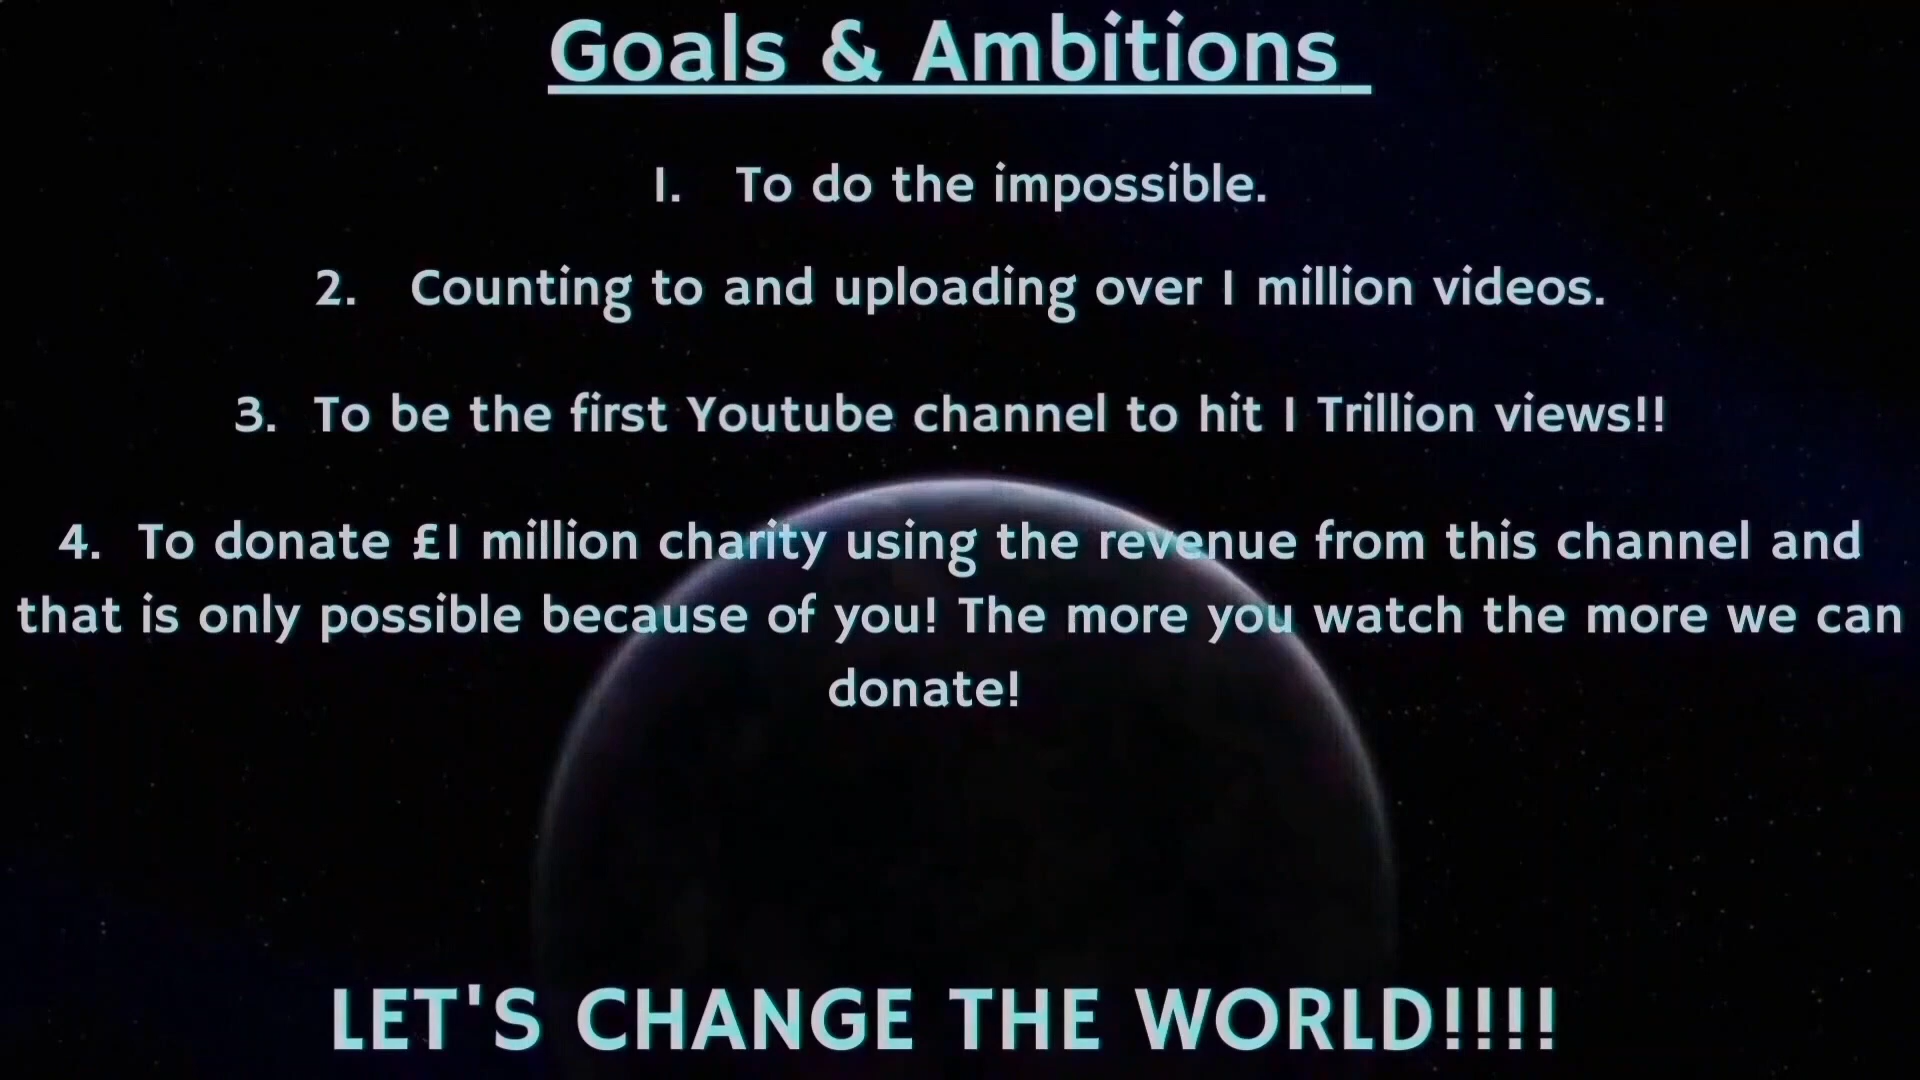 Goals & Ambitions
1. To do the impossible.
2. Counting to and uploading over 1 million videos.
3. To be the first Youtube channel to hit 1 Trillion views!!
4. To donate £1 million charity using the revenue from this channel and
that is only possible because of you! The more you watch the more we can
donate!
LET'S CHANGE THE WORLD!!!!